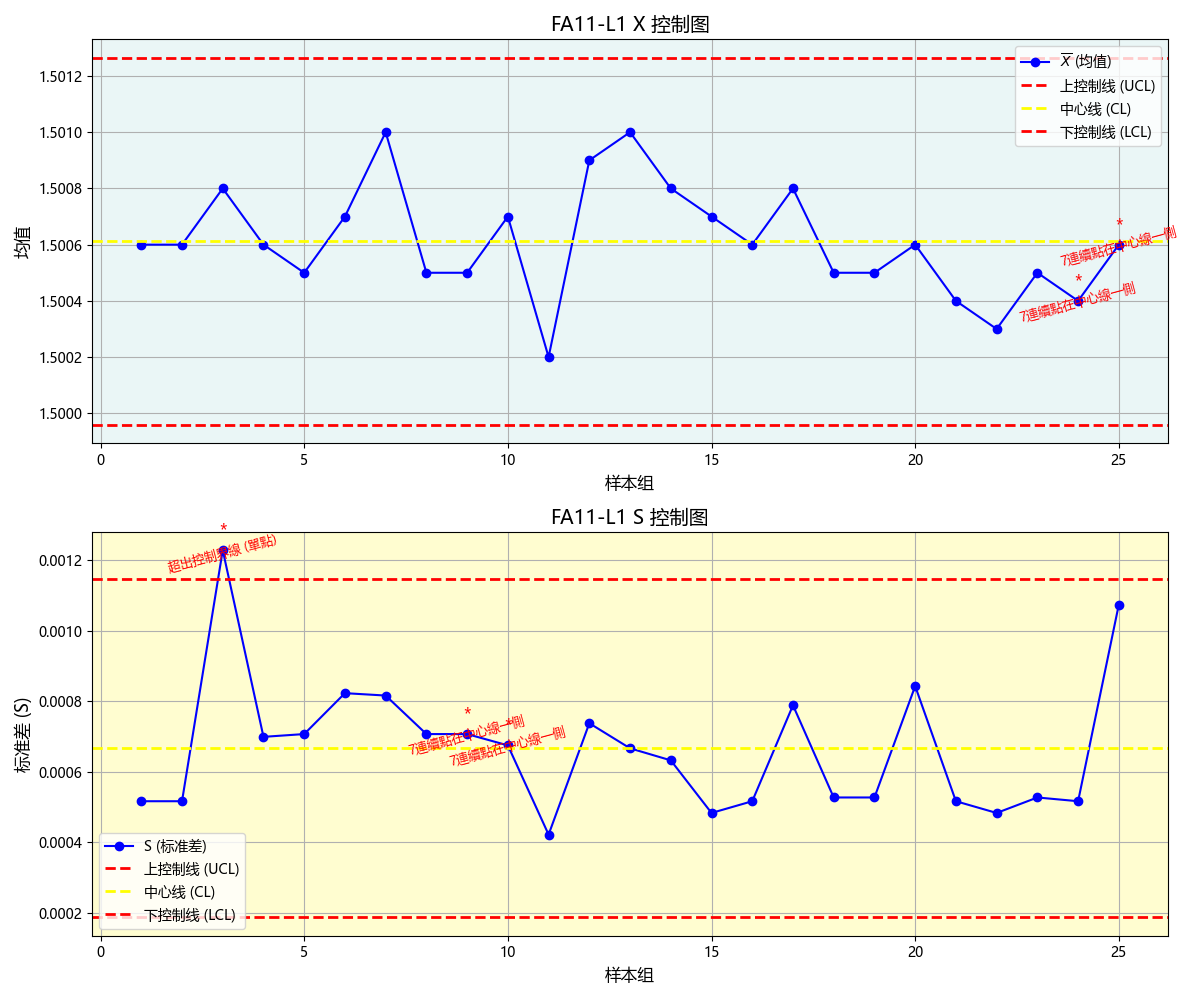 FA11-L1 X 控制图
均值
1.5012
1.5010
1.5008
1.5006
1.5004
1.5002
1.5000
X (均值)
上控制线 (UCL)
中心线 (CL)
下控制线 (LCL)
*
7連續點在中心線一側
*
7連續點在中心線一側
0
5
10
15
20
25
样本组
FA11-L1 S 控制图
标准差 (S)
0.0012
0.0010
0.0008
0.0006
0.0004
0.0002
*
超出控制界線 (單點)
*
7連續點在中心線一側
*
7連續點在中心線一側
S (标准差)
上控制线 (UCL)
中心线 (CL)
下控制线 (LCL)
0
5
10
15
20
25
样本组